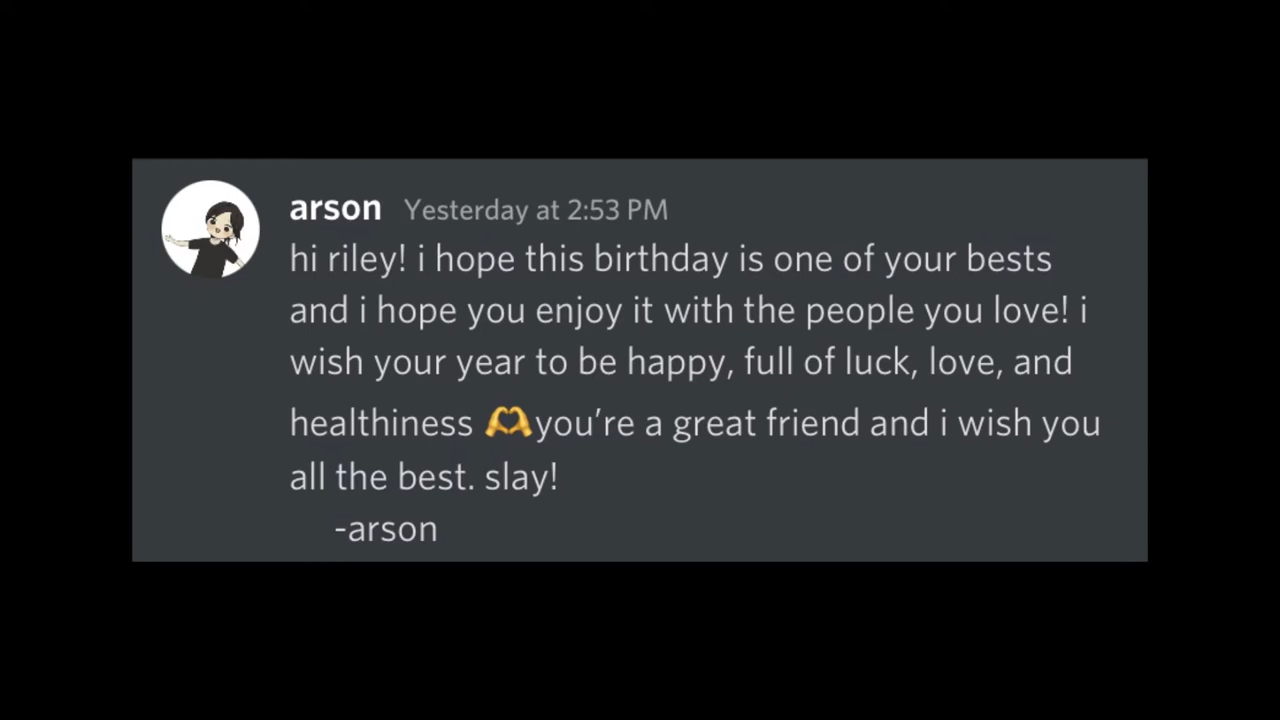 arson Yesterday at 2:53 PM
hi riley! i hope this birthday is one of your bests
and i hope you enjoy it with the people you love! i
wish your year to be happy, full of luck, love, and
healthiness 🫶you’re a great friend and i wish you
all the best. slay!
-arson